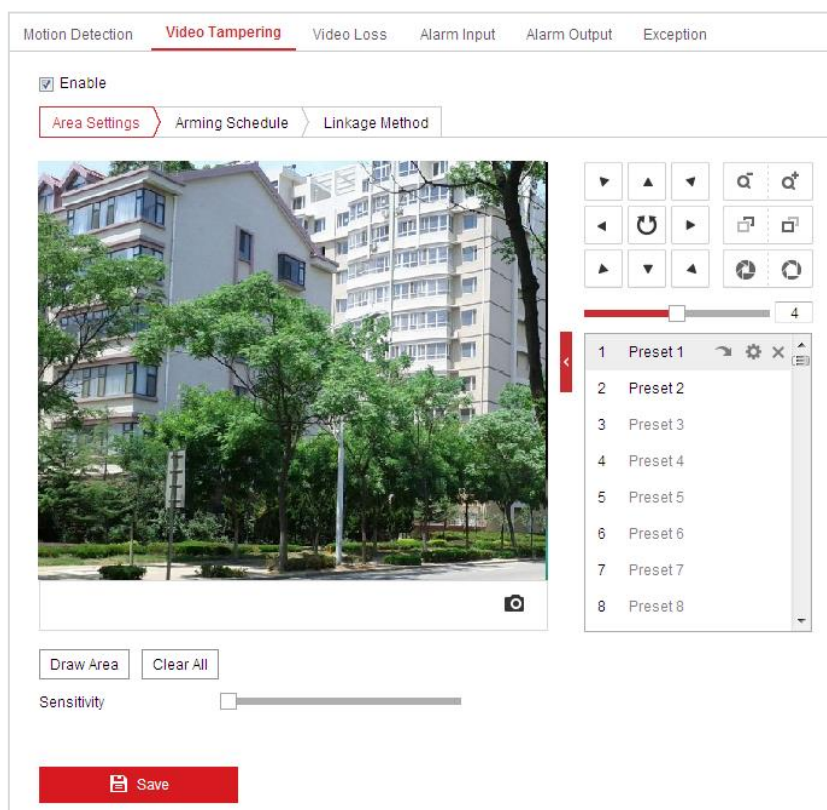 Motion Detection Video Tampering Video Loss Alarm Input Alarm Output Exception
Enable
Area Settings Arming Schedule Linkage Method
4
1 Preset 1
2 Preset 2
3 Preset 3
4 Preset 4
5 Preset 5
6 Preset 6
7 Preset 7
8 Preset 8
Draw Area Clear All
Sensitivity
Save